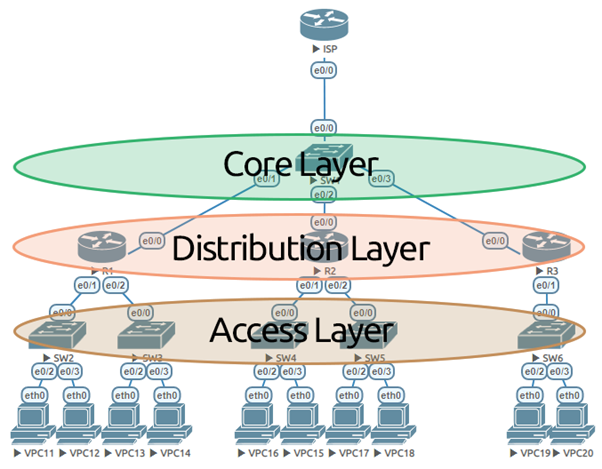 ISP
e0/0
e0/0
Core Layer
e0/1 e0/3
e0/2
e0/0 e0/0 e0/0
Distribution Layer
R1 R2 R3
e0/1 e0/2 e0/1 e0/2 e0/1
e0/0 e0/0 e0/0 e0/0 e0/0
Access Layer
SW2 SW3 SW4 SW5 SW6
e0/2 e0/3 e0/2 e0/3 e0/2 e0/3 e0/2 e0/3 e0/2 e0/3
eth0 eth0 eth0 eth0 eth0 eth0 eth0 eth0 eth0 eth0
VPC11 VPC12 VPC13 VPC14 VPC16 VPC15 VPC17 VPC18 VPC19 VPC20